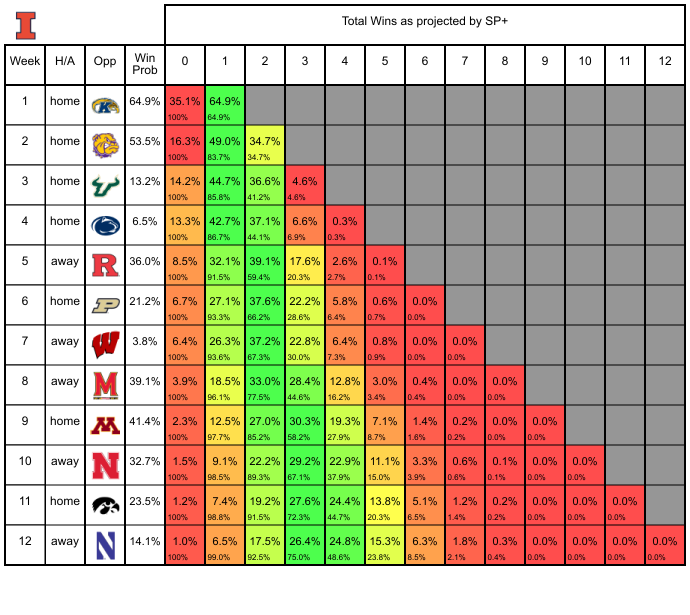 I
Total Wins as projected by SP+
Week H/A Opp Win Prob 0 1 2 3 4 5 6 7 8 9 10 11 12
1 home K 64.9% 35.1% 64.9%
100% 64.9%
2 home 53.5% 16.3% 49.0% 34.7%
100% 83.7% 34.7%
3 home 13.2% 14.2% 44.7% 36.6% 4.6%
100% 85.8% 41.2% 4.6%
4 home 6.5% 13.3% 42.7% 37.1% 6.6% 0.3%
100% 86.7% 44.1% 6.9% 0.3%
5 away R 36.0% 8.5% 32.1% 39.1% 17.6% 2.6% 0.1%
100% 91.5% 59.4% 20.3% 2.7% 0.1%
6 home P 21.2% 6.7% 27.1% 37.6% 22.2% 5.8% 0.6% 0.0%
100% 93.3% 66.2% 28.6% 6.4% 0.7% 0.0%
7 away W 3.8% 6.4% 26.3% 37.2% 22.8% 6.4% 0.8% 0.0% 0.0%
100% 93.6% 67.3% 30.0% 7.3% 0.9% 0.0% 0.0%
8 away M 39.1% 3.9% 18.5% 33.0% 28.4% 12.8% 3.0% 0.4% 0.0% 0.0%
100% 96.1% 77.5% 44.6% 16.2% 3.4% 0.4% 0.0% 0.0%
9 home M 41.4% 2.3% 12.5% 27.0% 30.3% 19.3% 7.1% 1.4% 0.2% 0.0% 0.0%
100% 97.7% 85.2% 58.2% 27.9% 8.7% 1.6% 0.2% 0.0% 0.0%
10 away N 32.7% 1.5% 9.1% 22.2% 29.2% 22.9% 11.1% 3.3% 0.6% 0.1% 0.0% 0.0%
100% 98.5% 89.3% 67.1% 37.9% 15.0% 3.9% 0.6% 0.1% 0.0% 0.0%
11 home 23.5% 1.2% 7.4% 19.2% 27.6% 24.4% 13.8% 5.1% 1.2% 0.2% 0.0% 0.0% 0.0%
100% 98.8% 91.5% 72.3% 44.7% 20.3% 6.5% 1.4% 0.2% 0.0% 0.0% 0.0%
12 away N 14.1% 1.0% 6.5% 17.5% 26.4% 24.8% 15.3% 6.3% 1.8% 0.3% 0.0% 0.0% 0.0% 0.0%
100% 99.0% 92.5% 75.0% 48.6% 23.8% 8.5% 2.1% 0.4% 0.0% 0.0% 0.0% 0.0%